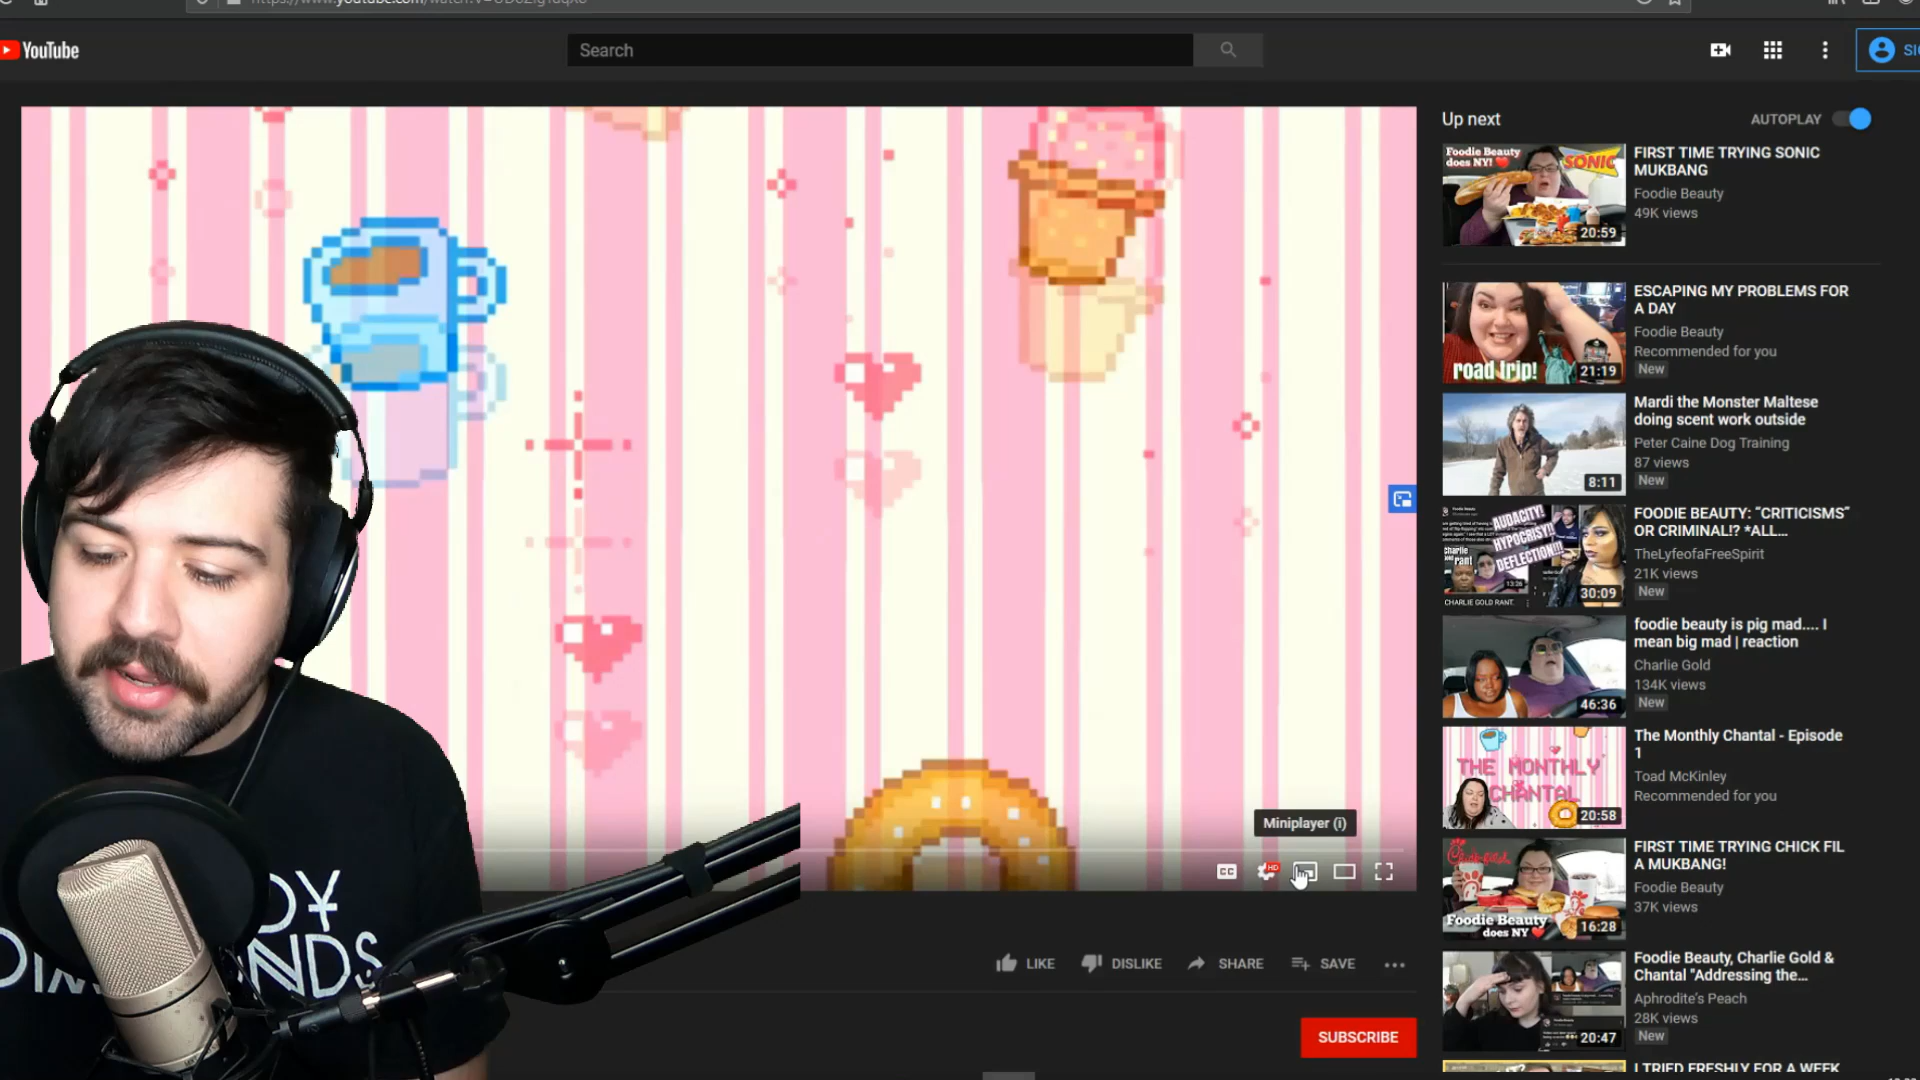 YouTube
Search
Up next
AUTOPLAY
Foodie Beauty
does NY!
SONIC
20:59
FIRST TIME TRYING SONIC
MUKBANG
Foodie Beauty
49K views
road trip!
21:19
ESCAPING MY PROBLEMS FOR
A DAY
Foodie Beauty
Recommended for you
New
8:11
Mardi the Monster Maltese
doing scent work outside
Peter Caine Dog Training
87 views
New
AUDACITY!
HYPOCRISY!!
DEFLECTION!!!
CHARLIE GOLD RANT.
30:09
FOODIE BEAUTY: “CRITICISMS”
OR CRIMINAL!? *ALL...
TheLyfeofaFreeSpirit
21K views
New
46:36
foodie beauty is pig mad.... I
mean big mad | reaction
Charlie Gold
134K views
New
THE MONTHLY
CHANTAL
20:58
The Monthly Chantal - Episode
1
Toad McKinley
Recommended for you
Foodie Beauty
does NY
16:28
FIRST TIME TRYING CHICK FIL
A MUKBANG!
Foodie Beauty
37K views
20:47
Foodie Beauty, Charlie Gold &
Chantal "Addressing the...
Aphrodite's Peach
28K views
New
I TRIED FRESHLY FOR A WEEK
Miniplayer (i)
CC
HD
LIKE
DISLIKE
SHARE
SAVE
SUBSCRIBE